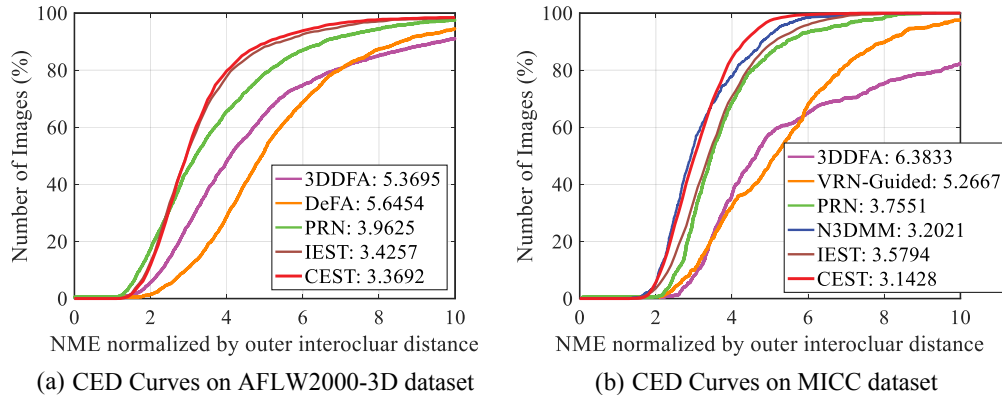 Number of Images (%)
100
80
60
40
20
0
0 2 4 6 8 10
3DDFA: 5.3695
DeFA: 5.6454
PRN: 3.9625
IEST: 3.4257
CEST: 3.3692
NME normalized by outer interocluar distance
(a) CED Curves on AFLW2000-3D dataset
Number of Images (%)
100
80
60
40
20
0
0 2 4 6 8 10
3DDFA: 6.3833
VRN-Guided: 5.2667
PRN: 3.7551
N3DMM: 3.2021
IEST: 3.5794
CEST: 3.1428
NME normalized by outer interocluar distance
(b) CED Curves on MICC dataset